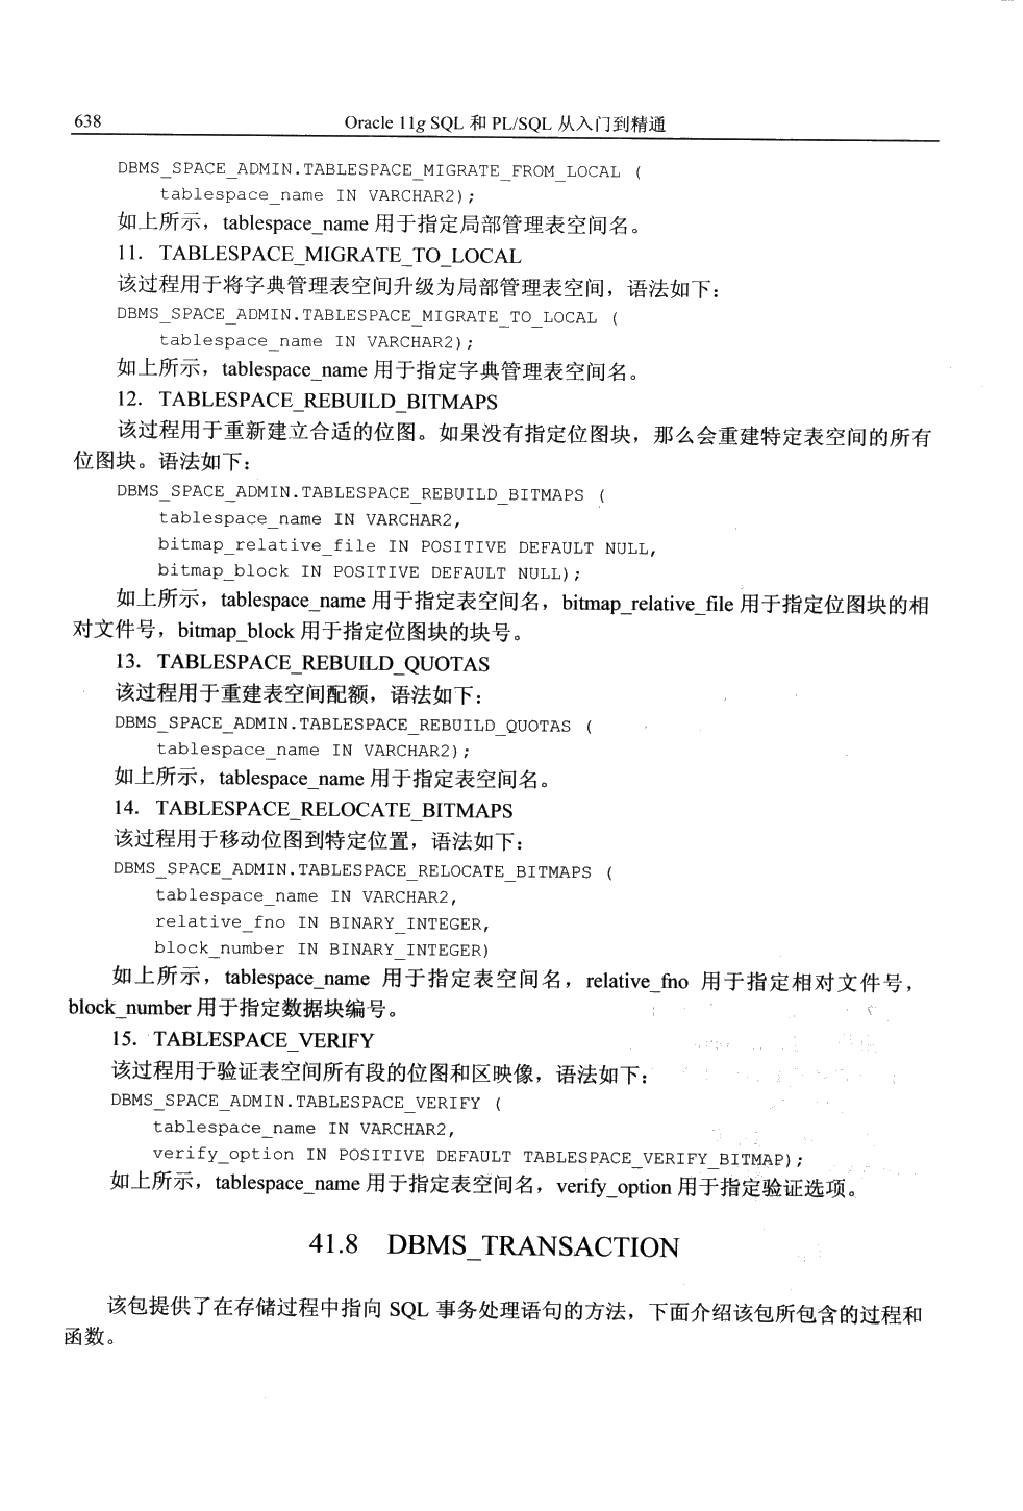 638
Oracle 11g SQL 和 PL/SQL 从入门到精通
DBMS_SPACE_ADMIN.TABLESPACE_MIGRATE_FROM_LOCAL (
tablespace_name IN VARCHAR2);
如上所示，tablespace_name 用于指定局部管理表空间名。
11．TABLESPACE_MIGRATE_TO_LOCAL
该过程用于将字典管理表空间升级为局部管理表空间，语法如下：
DBMS_SPACE_ADMIN.TABLESPACE_MIGRATE_TO_LOCAL (
tablespace_name IN VARCHAR2);
如上所示，tablespace_name 用于指定字典管理表空间名。
12．TABLESPACE_REBUILD_BITMAPS
该过程用于重新建立合适的位图。如果没有指定位图块，那么会重建特定表空间的所有
位图块。语法如下：
DBMS_SPACE_ADMIN.TABLESPACE_REBUILD_BITMAPS (
tablespace_name IN VARCHAR2,
bitmap_relative_file IN POSITIVE DEFAULT NULL,
bitmap_block IN POSITIVE DEFAULT NULL);
如上所示，tablespace_name 用于指定表空间名，bitmap_relative_file 用于指定位图块的相
对文件号，bitmap_block 用于指定位图块的块号。
13．TABLESPACE_REBUILD_QUOTAS
该过程用于重建表空间配额，语法如下：
DBMS_SPACE_ADMIN.TABLESPACE_REBUILD_QUOTAS (
tablespace_name IN VARCHAR2);
如上所示，tablespace_name 用于指定表空间名。
14．TABLESPACE_RELOCATE_BITMAPS
该过程用于移动位图到特定位置，语法如下：
DBMS_SPACE_ADMIN.TABLESPACE_RELOCATE_BITMAPS (
tablespace_name IN VARCHAR2,
relative_fno IN BINARY_INTEGER,
block_number IN BINARY_INTEGER)
如上所示，tablespace_name 用于指定表空间名，relative_fno 用于指定相对文件号，
block_number 用于指定数据块编号。
15．TABLESPACE_VERIFY
该过程用于验证表空间所有段的位图和区映像，语法如下：
DBMS_SPACE_ADMIN.TABLESPACE_VERIFY (
tablespace_name IN VARCHAR2,
verify_option IN POSITIVE DEFAULT TABLESPACE_VERIFY_BITMAP);
如上所示，tablespace_name 用于指定表空间名，verify_option 用于指定验证选项。
41.8 DBMS_TRANSACTION
该包提供了在存储过程中指向 SQL 事务处理语句的方法，下面介绍该包所包含的过程和
函数。